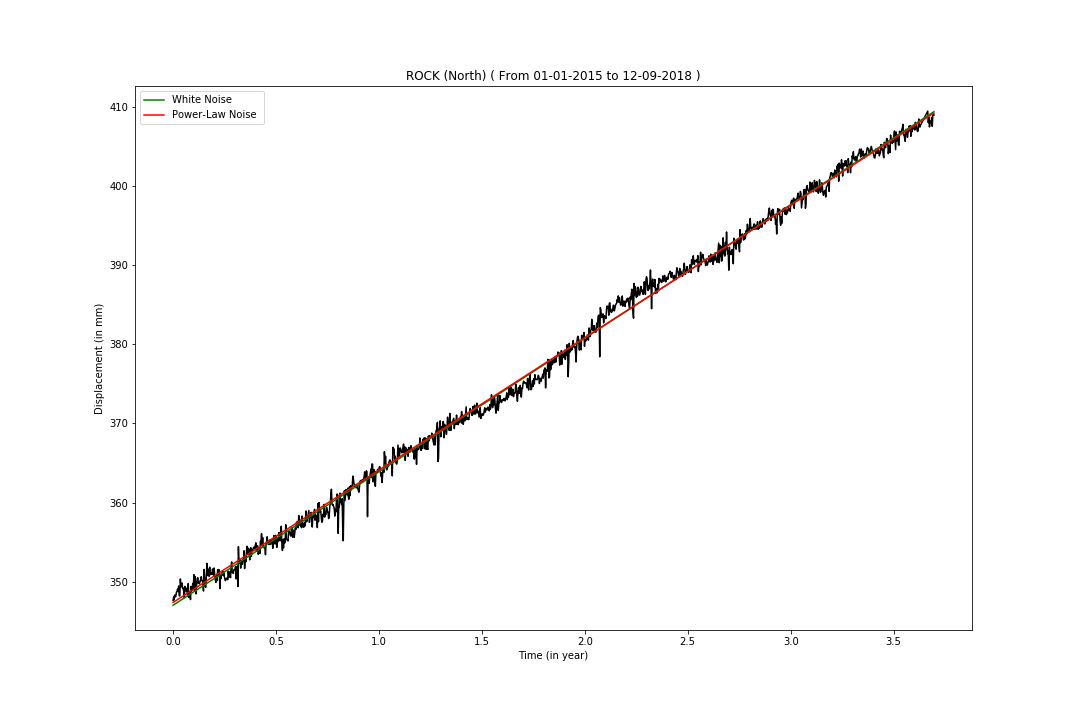 ROCK (North) ( From 01-01-2015 to 12-09-2018 )
White Noise
Power-Law Noise
Displacement (in mm)
410
400
390
380
370
360
350
0.0 0.5 1.0 1.5 2.0 2.5 3.0 3.5
Time (in year)